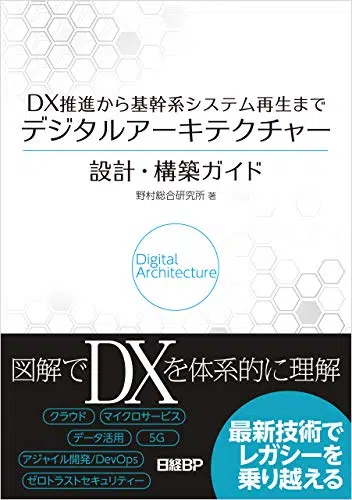 DX推進から基幹系システム再生まで
デジタルアーキテクチャー
設計・構築ガイド
野村総合研究所 著
Digital
Architecture
図解でDXを体系的に理解
クラウド マイクロサービス
データ活用 5G
アジャイル開発/DevOps
ゼロトラストセキュリティー
日経BP
最新技術で
レガシーを
乗り越える